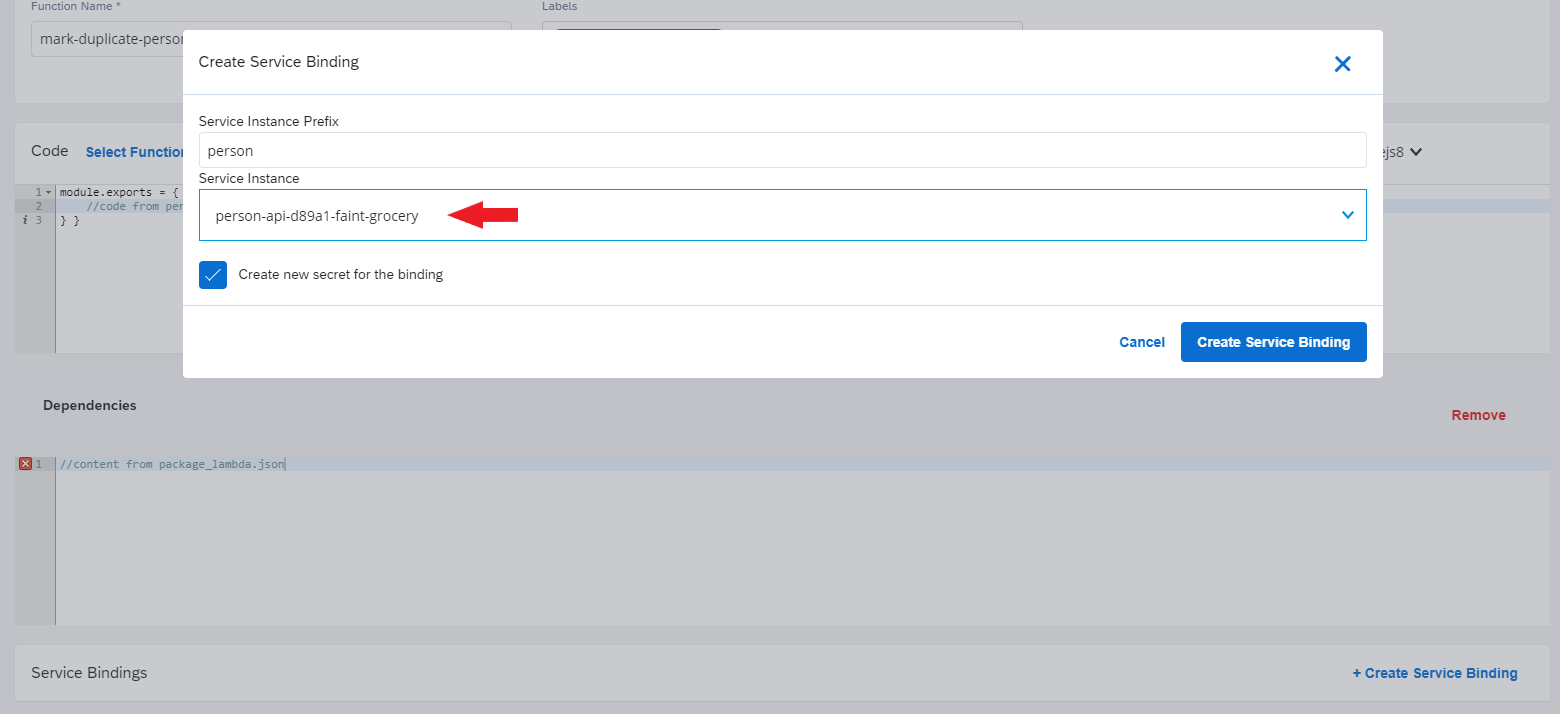 Function Name *
Labels
mark-duplicate-person
Create Service Binding
Service Instance Prefix
person
Service Instance
person-api-d89a1-faint-grocery
Create new secret for the binding
Cancel
Create Service Binding
Code
Select Function
ejs8
1 module.exports = {
2 //code from per
i 3 } }
Dependencies
Remove
1 //content from package_lambda.json
Service Bindings
+ Create Service Binding